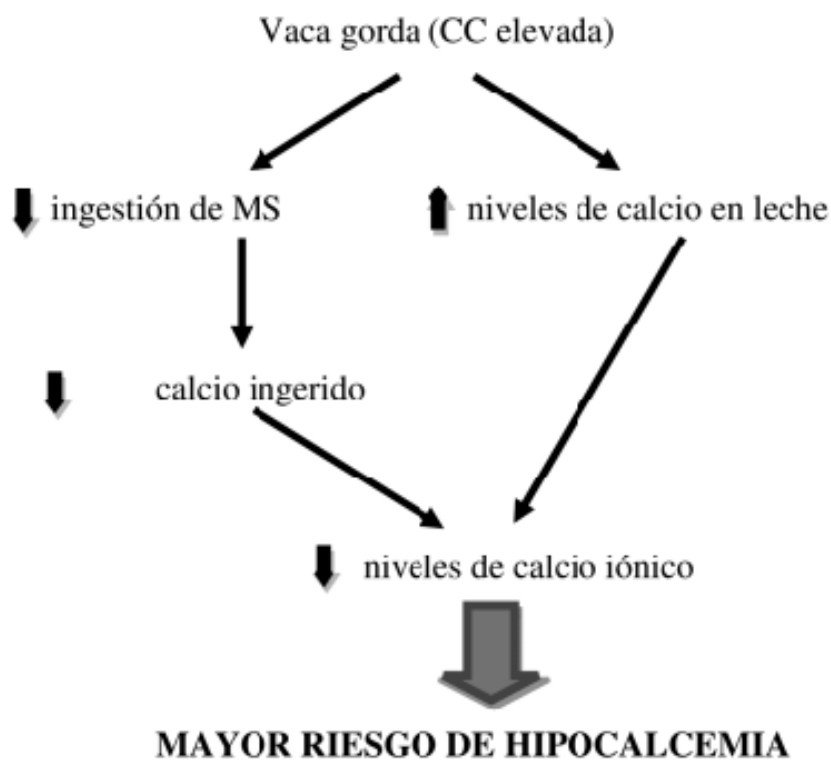 Vaca gorda (CC elevada)
ingestión de MS
niveles de calcio en leche
calcio ingerido
niveles de calcio iónico
MAYOR RIESGO DE HIPOCALCEMIA